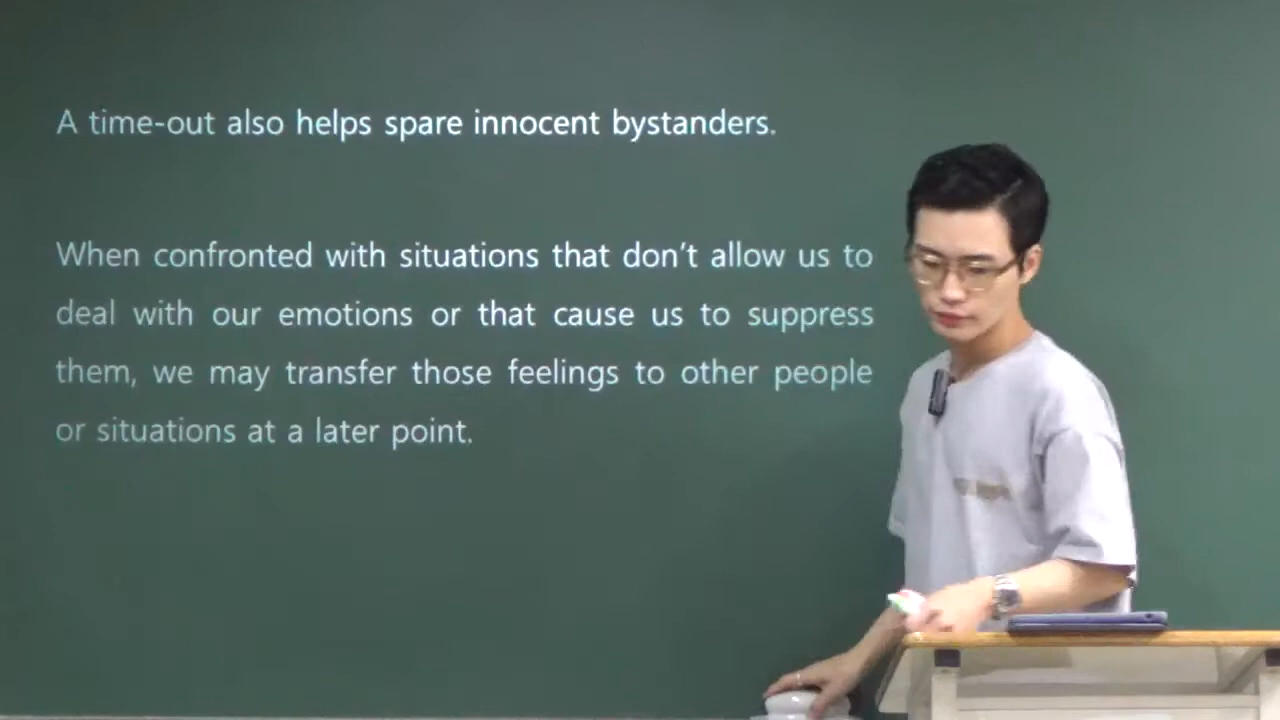 A time-out also helps spare innocent bystanders.
When confronted with situations that don’t allow us to
deal with our emotions or that cause us to suppress
them, we may transfer those feelings to other people
or situations at a later point.